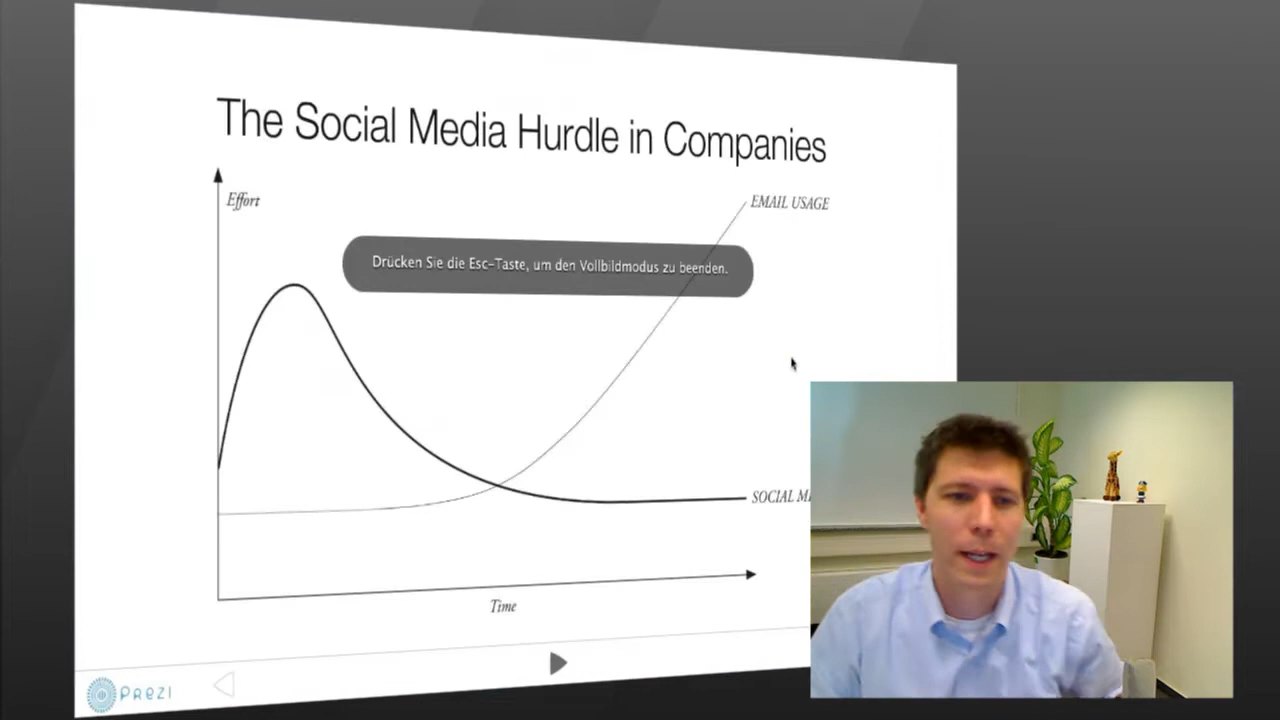 The Social Media Hurdle in Companies
Effort
EMAIL USAGE
Drücken Sie die Esc-Taste, um den Vollbildmodus zu beenden.
SOCIAL
Time
PREZI